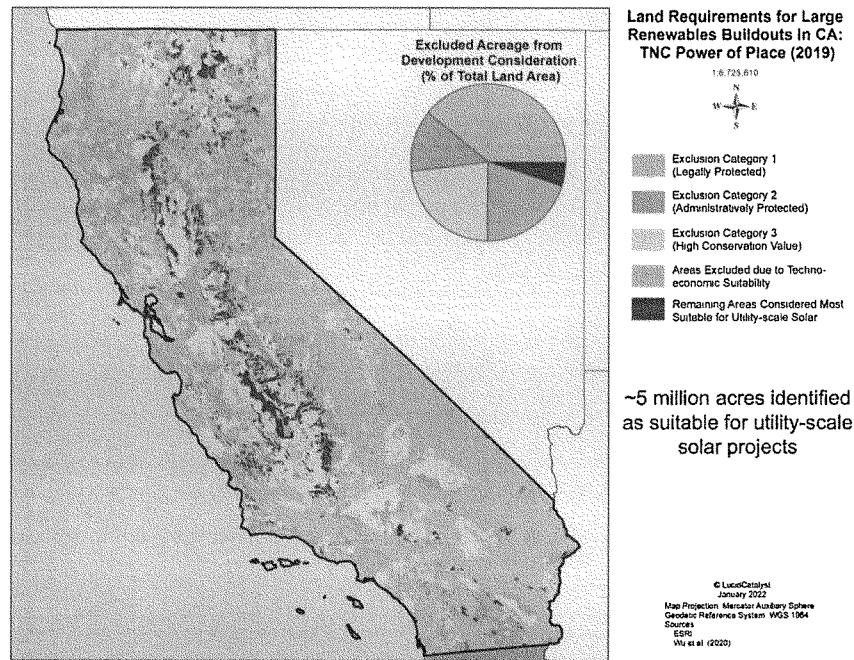 Land Requirements for Large
Renewables Buildouts in CA:
TNC Power of Place (2019)
1:6,725,610
N
W E
S
Excluded Acreage from
Development Consideration
(% of Total Land Area)
Exclusion Category 1
(Legally Protected)
Exclusion Category 2
(Administratively Protected)
Exclusion Category 3
(High Conservation Value)
Areas Excluded due to Techno-
economic Suitability
Remaining Areas Considered Most
Suitable for Utility-scale Solar
~5 million acres identified
as suitable for utility-scale
solar projects
© LucidCatalyst
January 2022
Map Projection: Mercator Auxiliary Sphere
Geodetic Reference System: WGS 1984
Sources
ESRI
Wu et al. (2020)